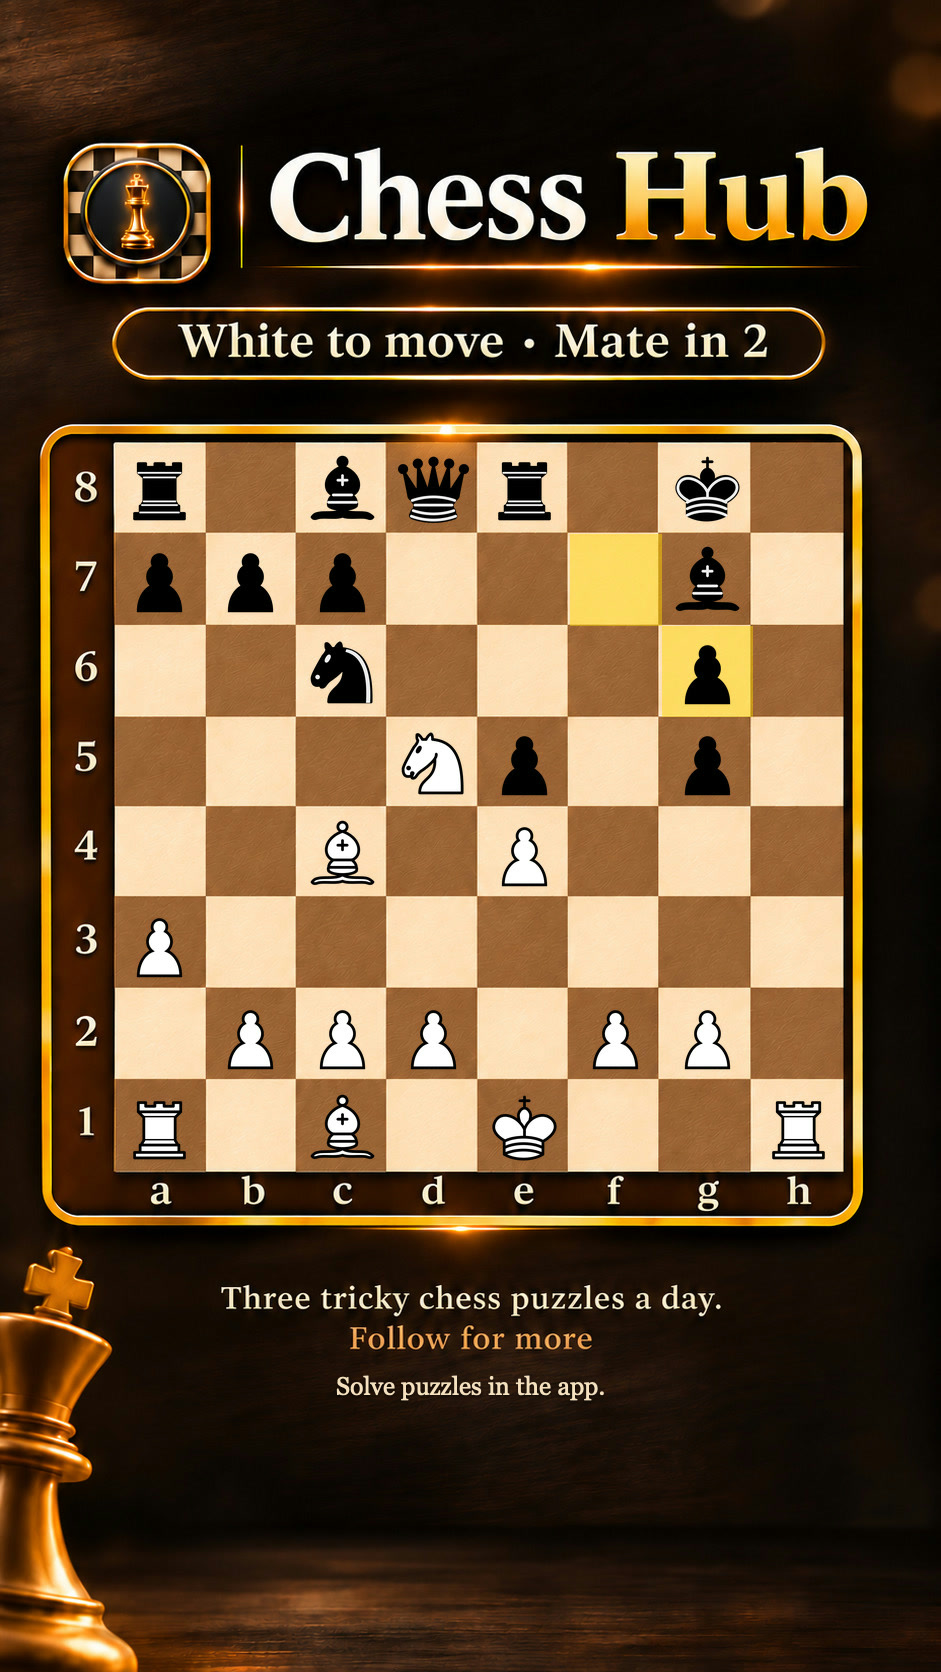 Chess Hub
White to move • Mate in 2
8
7
6
5
4
3
2
1
a b c d e f g h
Three tricky chess puzzles a day.
Follow for more
Solve puzzles in the app.